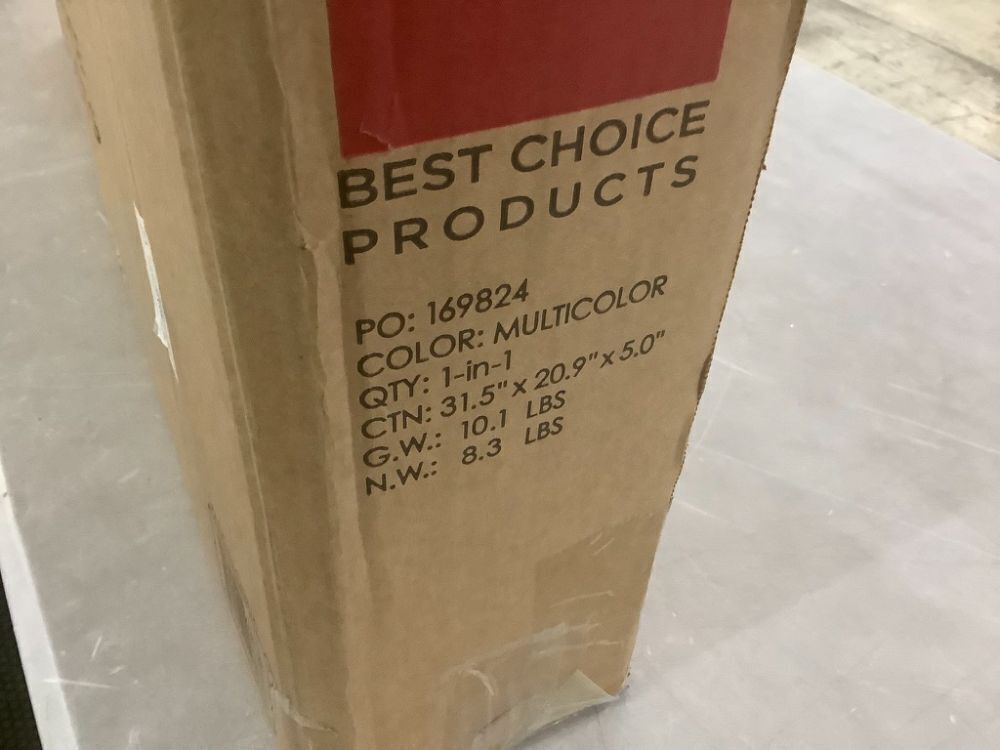 BEST CHOICE
PRODUCTS
PO: 169824
COLOR: MULTICOLOR
QTY: 1-in-1
CTN: 31.5" x 20.9" x 5.0"
G.W.: 10.1 LBS
N.W.: 8.3 LBS